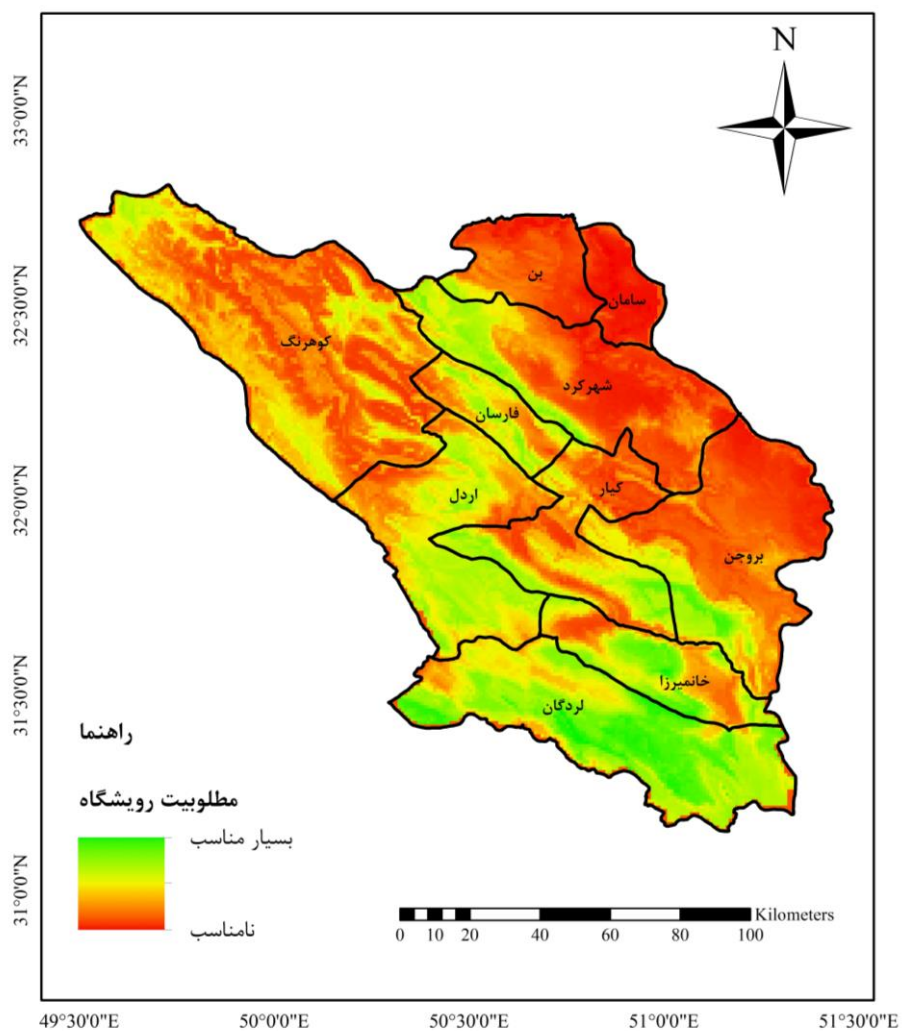 N
33°0'0"N
32°30'0"N
32°0'0"N
31°30'0"N
31°0'0"N
بن
سامان
کوهرنگ
شهرکرد
فارسان
کیار
اردل
بروجن
خانمیرزا
لردگان
راهنما
مطلوبیت رویشگاه
بسیار مناسب
نامناسب
Kilometers
0 10 20 40 60 80 100
49°30'0"E 50°0'0"E 50°30'0"E 51°0'0"E 51°30'0"E